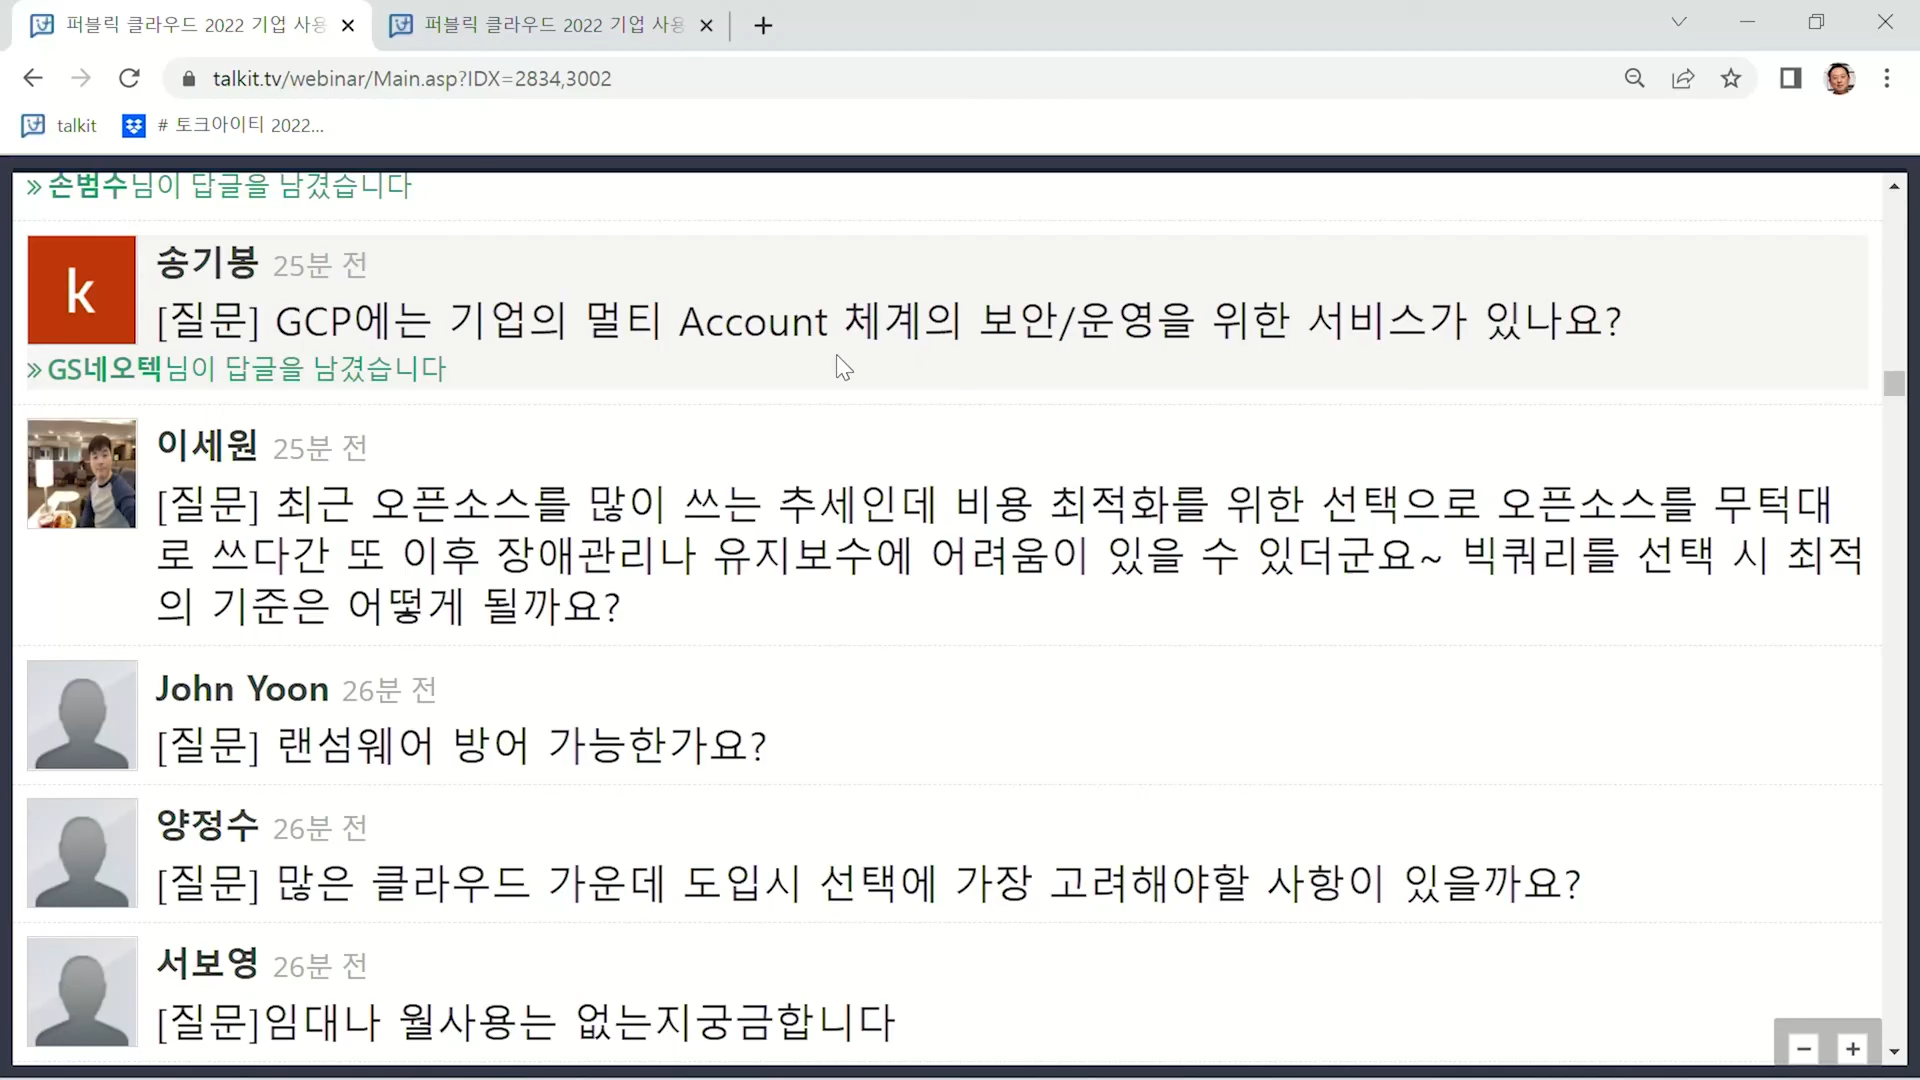 퍼블릭 클라우드 2022 기업 사용
퍼블릭 클라우드 2022 기업 사용
talkit.tv/webinar/Main.asp?IDX=2834,3002
talkit
# 토크아이티 2022...
» 손범수님이 답글을 남겼습니다
k
송기봉 25분 전
[질문] GCP에는 기업의 멀티 Account 체계의 보안/운영을 위한 서비스가 있나요?
» GS네오텍님이 답글을 남겼습니다
이세원 25분 전
[질문] 최근 오픈소스를 많이 쓰는 추세인데 비용 최적화를 위한 선택으로 오픈소스를 무턱대
로 쓰다간 또 이후 장애관리나 유지보수에 어려움이 있을 수 있더군요~ 빅쿼리를 선택 시 최적
의 기준은 어떻게 될까요?
John Yoon 26분 전
[질문] 랜섬웨어 방어 가능한가요?
양정수 26분 전
[질문] 많은 클라우드 가운데 도입시 선택에 가장 고려해야할 사항이 있을까요?
서보영 26분 전
[질문]임대나 월사용는 없는지궁금합니다